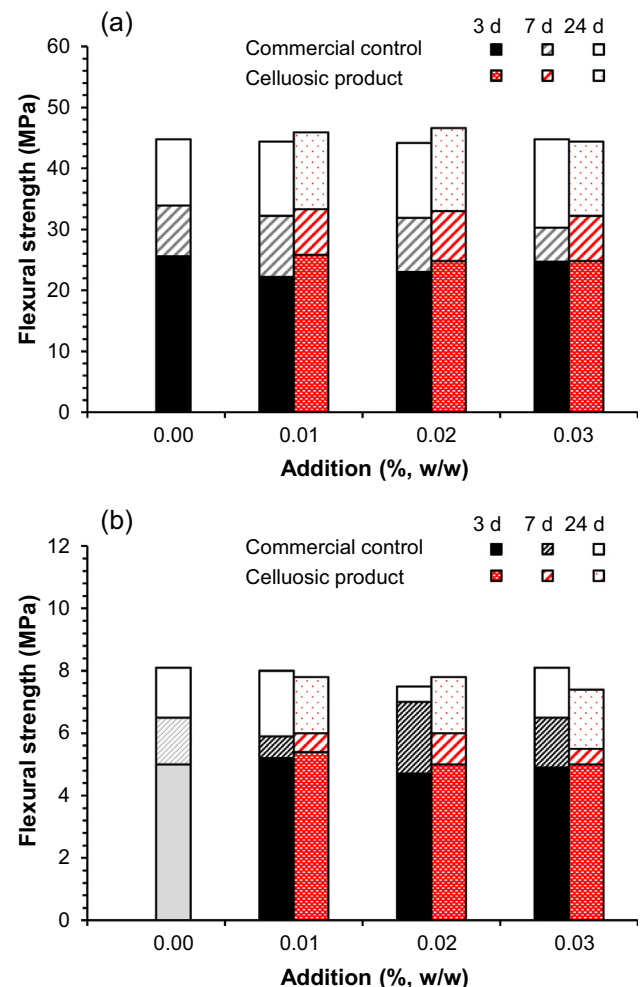 (a)
3 d 7 d 24 d
Commercial control
Celluosic product
60
50
40
30
20
10
0
Flexural strength (MPa)
0.00 0.01 0.02 0.03
Addition (%, w/w)
(b)
3 d 7 d 24 d
Commercial control
Celluosic product
12
10
8
6
4
2
0
Flexural strength (MPa)
0.00 0.01 0.02 0.03
Addition (%, w/w)